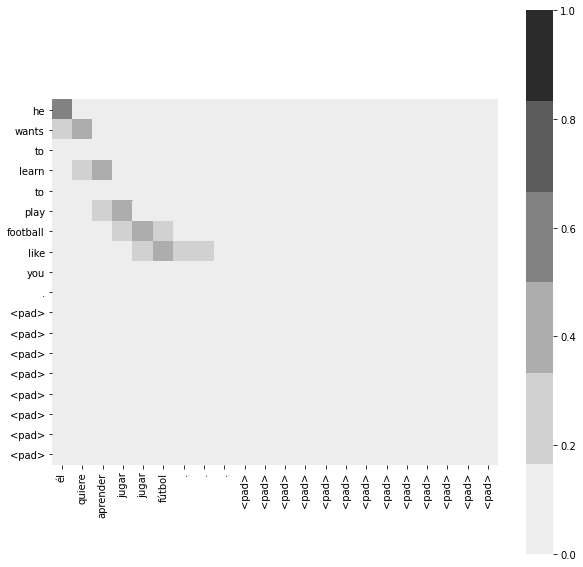 he
wants
to
learn
to
play
football
like
you
.
<pad>
<pad>
<pad>
<pad>
<pad>
<pad>
<pad>
<pad>
él
quiere
aprender
jugar
jugar
fútbol
.
.
.
<pad>
<pad>
<pad>
<pad>
<pad>
<pad>
<pad>
<pad>
<pad>
<pad>
<pad>
<pad>
<pad>
1.0
0.8
0.6
0.4
0.2
0.0